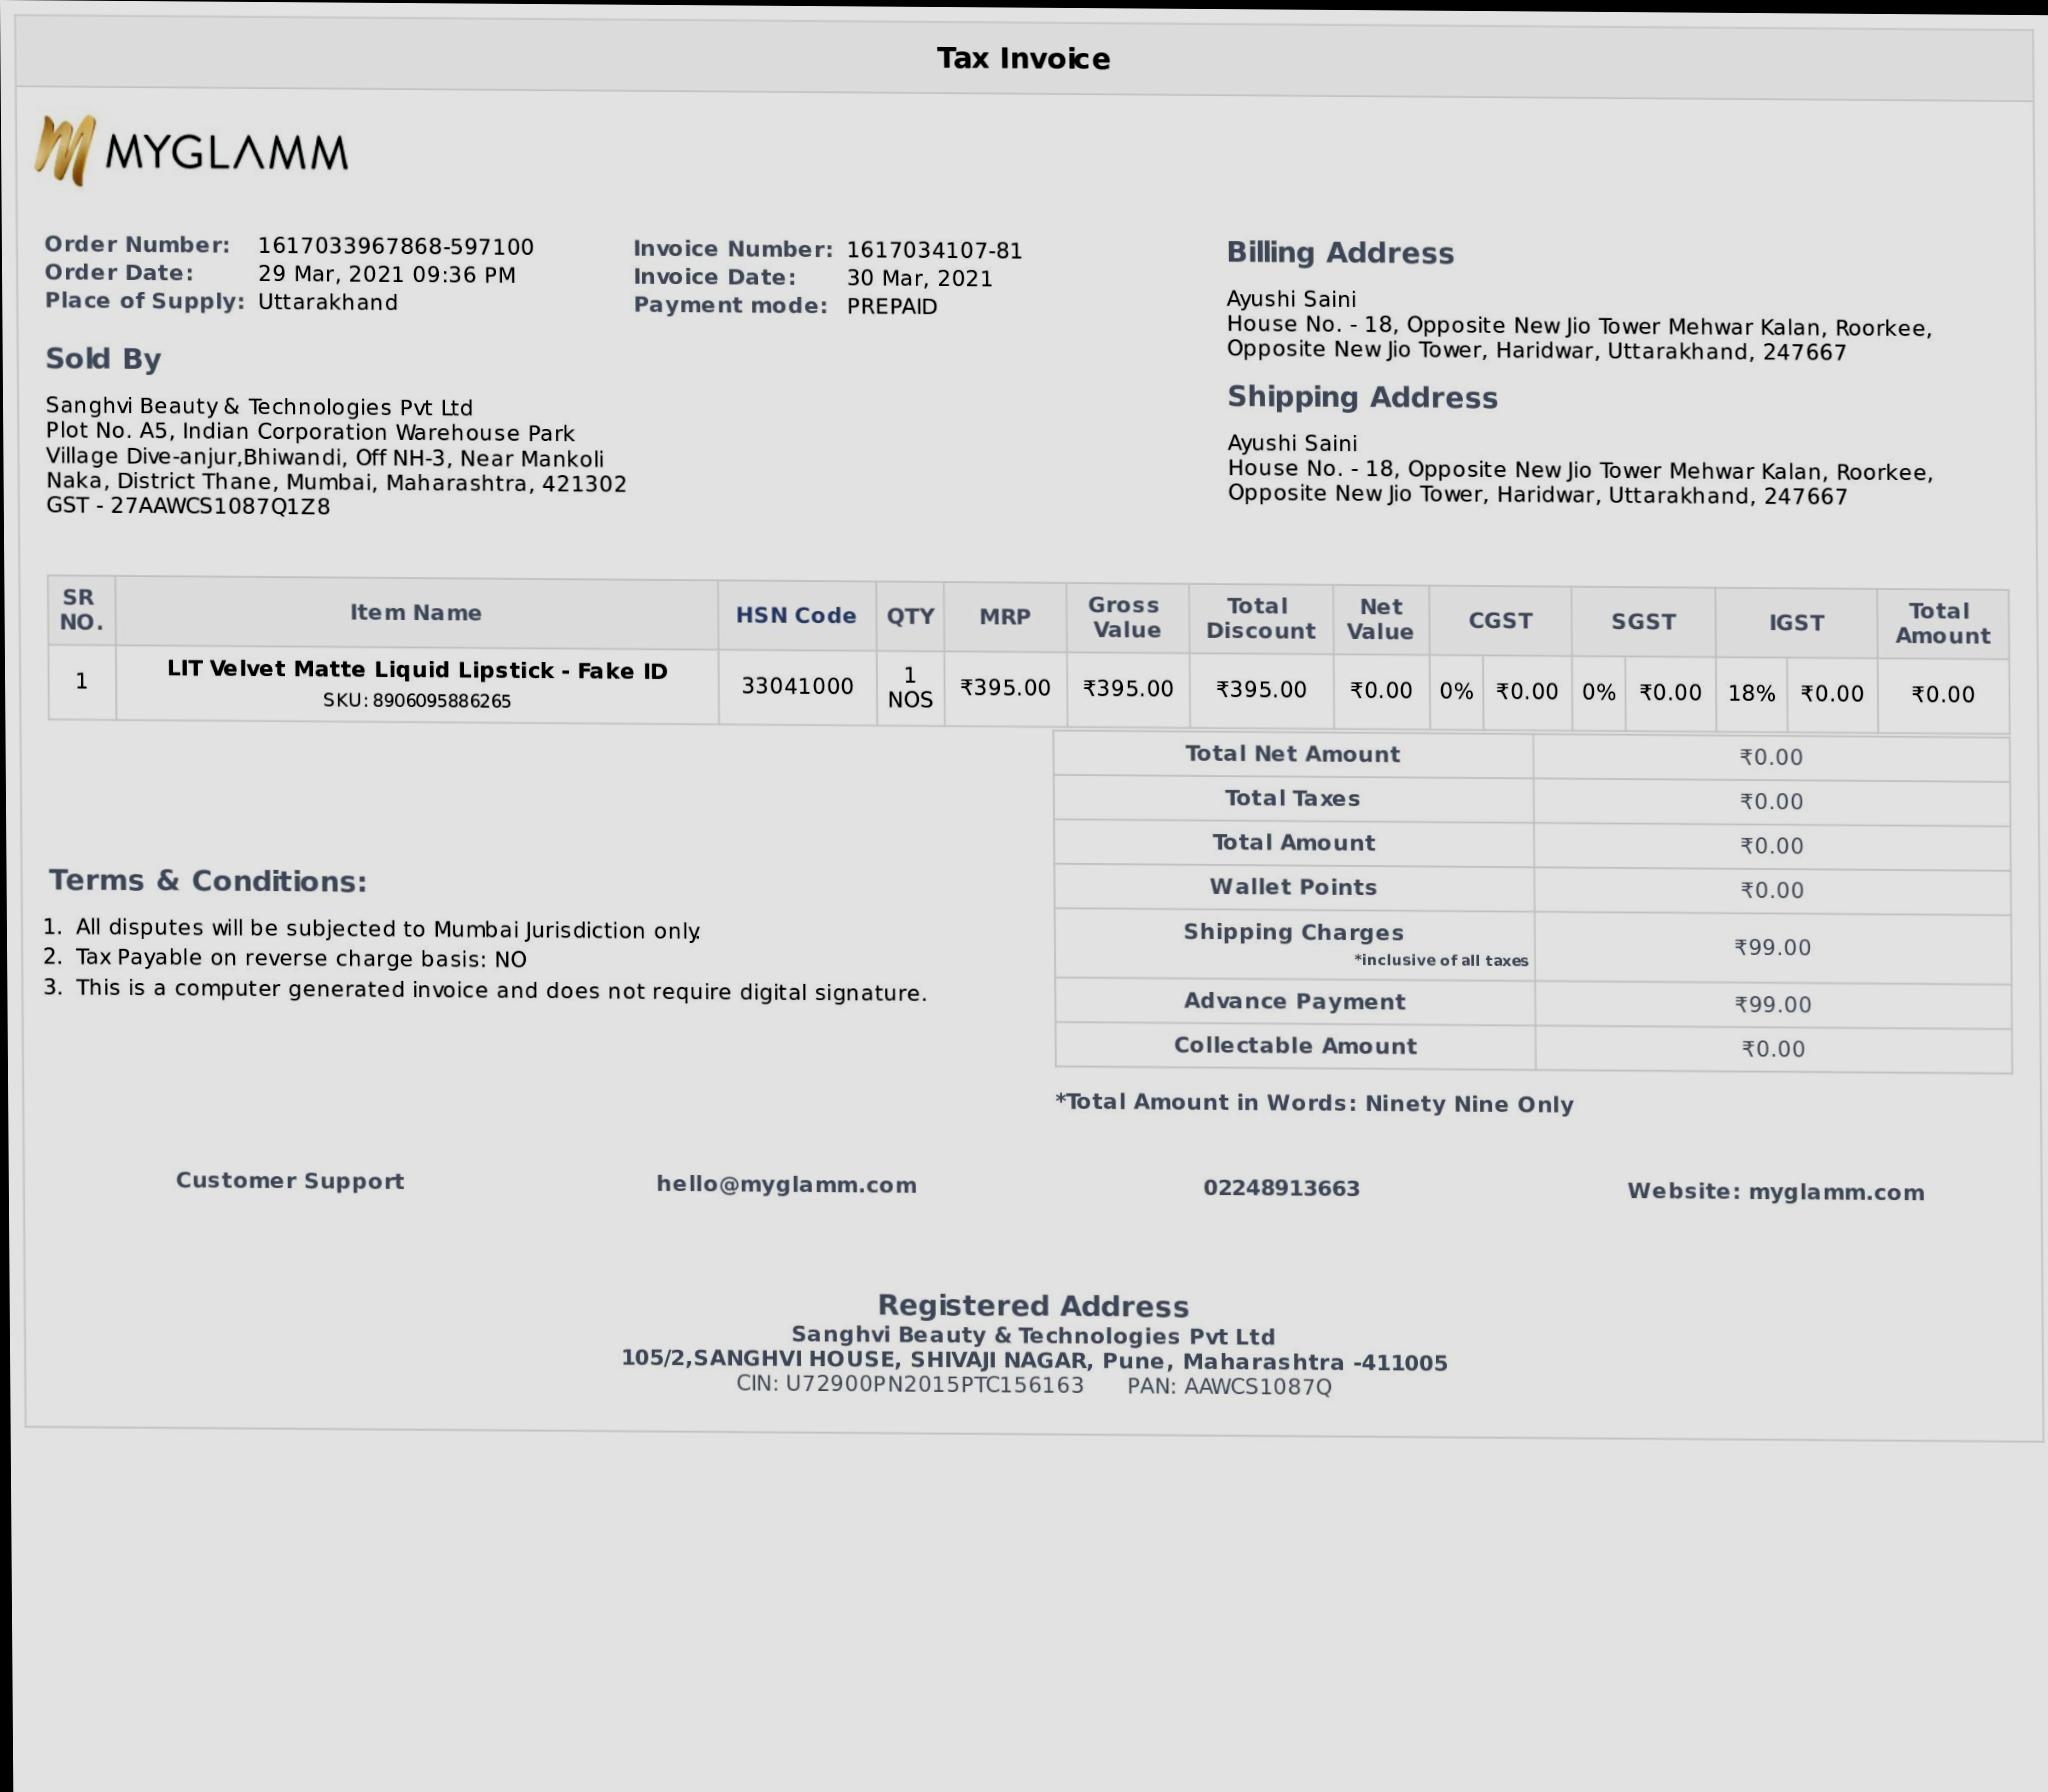 Tax Invoice
MYGLAMM
Order Number: 1617033967868-597100
Order Date: 29 Mar, 2021 09:36 PM
Place of Supply: Uttarakhand
Invoice Number: 1617034107-81
Invoice Date: 30 Mar, 2021
Payment mode: PREPAID
Sold By
Sanghvi Beauty & Technologies Pvt Ltd
Plot No. A5, Indian Corporation Warehouse Park
Village Dive-anjur,Bhiwandi, Off NH-3, Near Mankoli
Naka, District Thane, Mumbai, Maharashtra, 421302
GST - 27AAWCS1087Q1Z8
Billing Address
Ayushi Saini
House No. - 18, Opposite New Jio Tower Mehwar Kalan, Roorkee,
Opposite New Jio Tower, Haridwar, Uttarakhand, 247667
Shipping Address
Ayushi Saini
House No. - 18, Opposite New Jio Tower Mehwar Kalan, Roorkee,
Opposite New Jio Tower, Haridwar, Uttarakhand, 247667
SR NO. Item Name HSN Code QTY MRP Gross Value Total Discount Net Value CGST SGST IGST Total Amount
1 LIT Velvet Matte Liquid Lipstick - Fake ID SKU: 8906095886265 33041000 1 NOS ₹395.00 ₹395.00 ₹395.00 ₹0.00 0% ₹0.00 0% ₹0.00 18% ₹0.00 ₹0.00
Total Net Amount ₹0.00
Total Taxes ₹0.00
Total Amount ₹0.00
Wallet Points ₹0.00
Shipping Charges *inclusive of all taxes ₹99.00
Advance Payment ₹99.00
Collectable Amount ₹0.00
*Total Amount in Words: Ninety Nine Only
Terms & Conditions:
1. All disputes will be subjected to Mumbai Jurisdiction only.
2. Tax Payable on reverse charge basis: NO
3. This is a computer generated invoice and does not require digital signature.
Customer Support hello@myglamm.com 02248913663 Website: myglamm.com
Registered Address
Sanghvi Beauty & Technologies Pvt Ltd
105/2,SANGHVI HOUSE, SHIVAJI NAGAR, Pune, Maharashtra -411005
CIN: U72900PN2015PTC156163 PAN: AAWCS1087Q